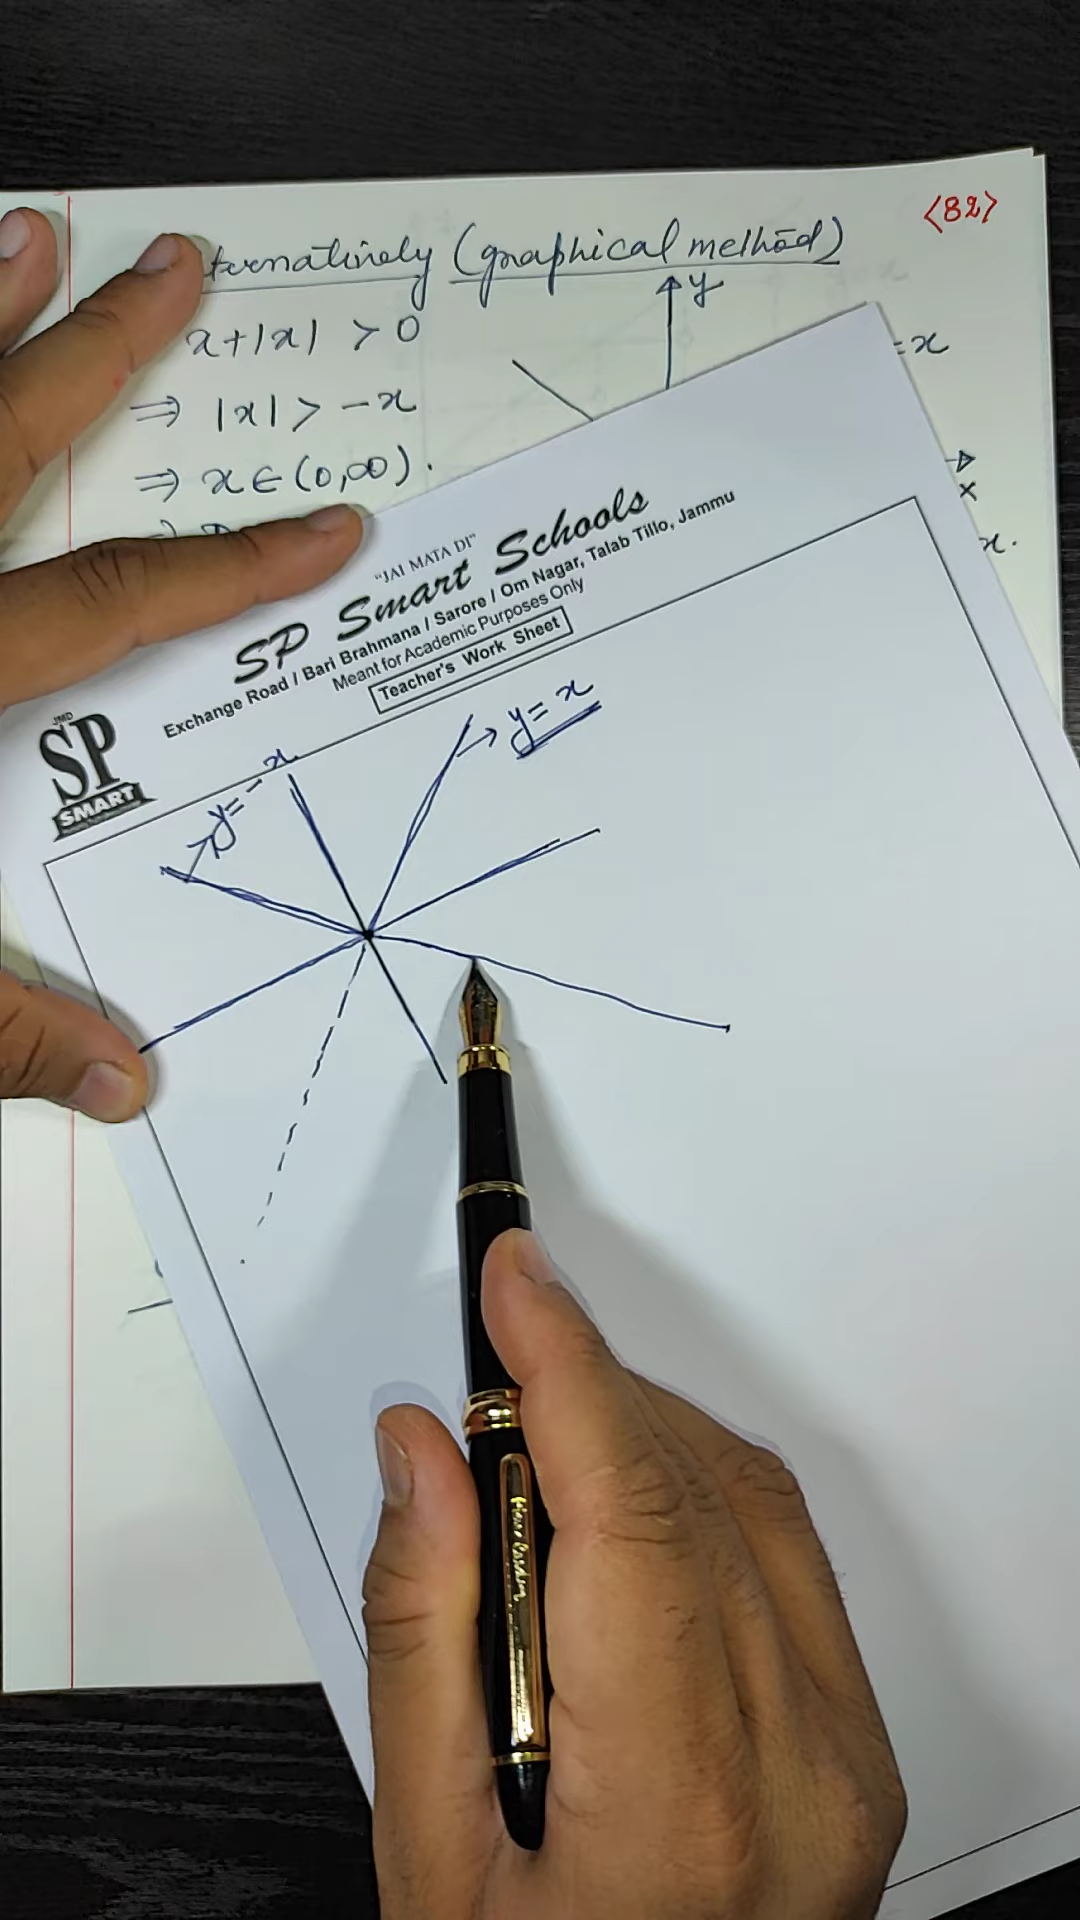 <82>
ternatively (graphical method)
y
x+|x| > 0
=x
⇒ |x| > -x
⇒ x∈(0,∞).
x
x.
"JAI MATA DI"
SP Smart Schools
Exchange Road / Bari Brahmana / Sarore / Om Nagar, Talab Tillo, Jammu
Meant for Academic Purposes Only
Teacher's Work Sheet
JMD
SP
SMART
→ y = x
→ y = -x